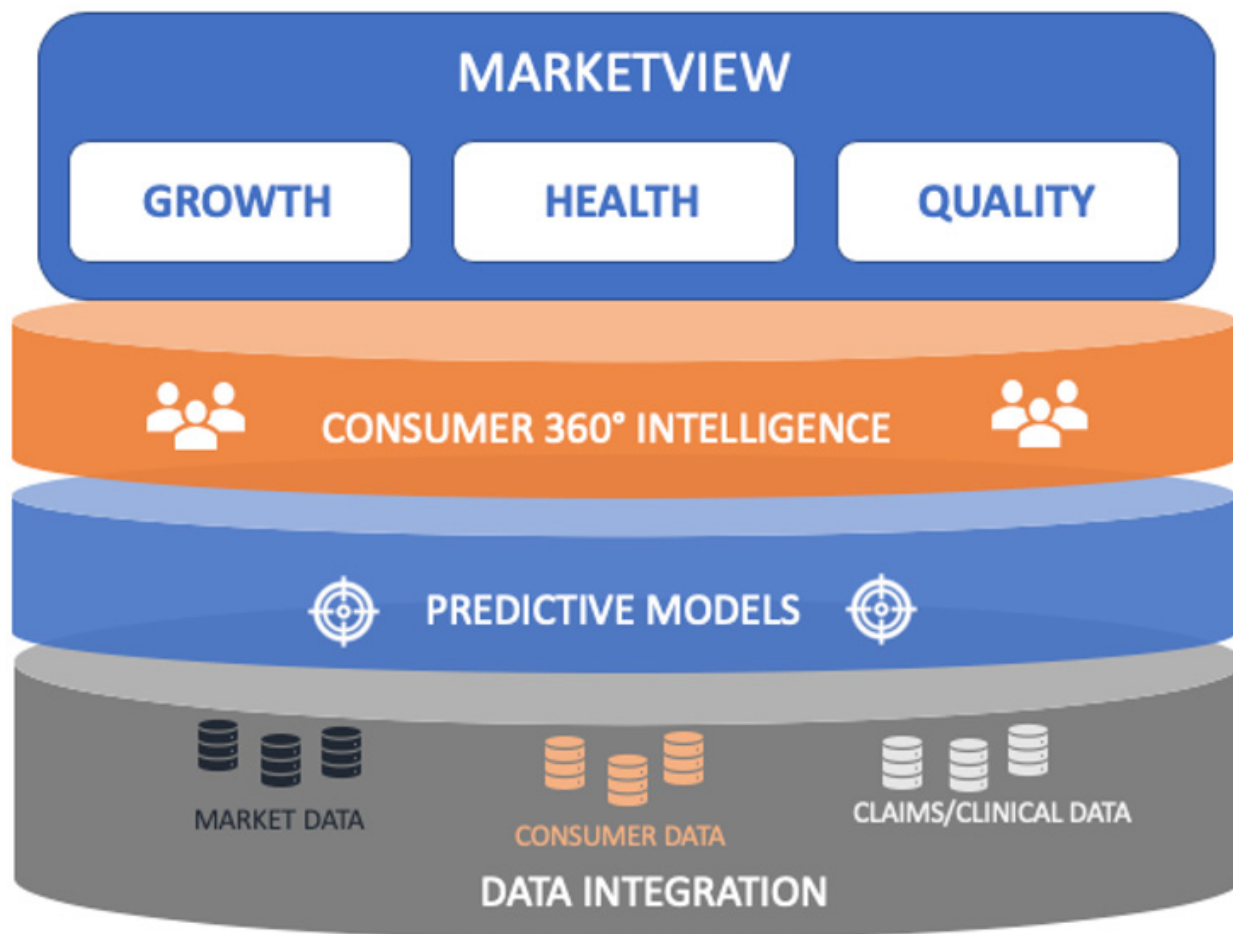 MARKETVIEW
GROWTH
HEALTH
QUALITY
CONSUMER 360° INTELLIGENCE
PREDICTIVE MODELS
MARKET DATA
CONSUMER DATA
CLAIMS/CLINICAL DATA
DATA INTEGRATION